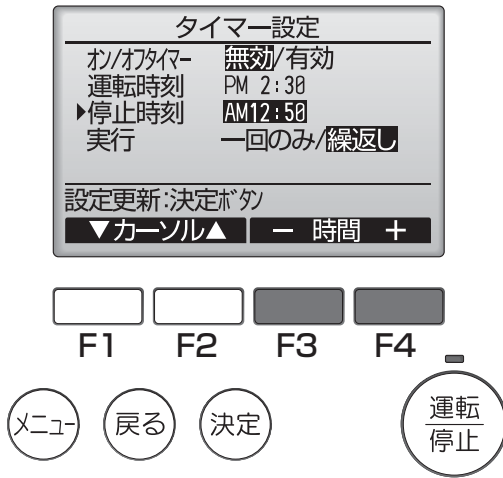 タイマー設定
オン/オフタイマー 無効/有効
運転時刻 PM 2:30
▶停止時刻 AM12:50
実行 一回のみ/繰返し
設定更新:決定ボタン
▼カーソル▲ － 時間 ＋
F1 F2 F3 F4
メニュー 戻る 決定 運転
停止